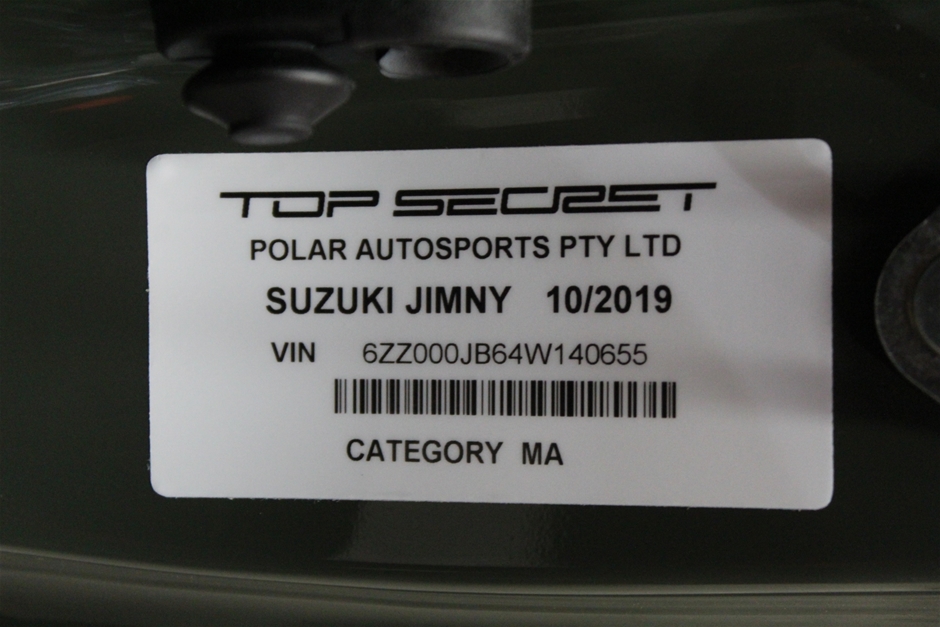 TOP SECRET
POLAR AUTOSPORTS PTY LTD
SUZUKI JIMNY 10/2019
VIN 6ZZ000JB64W140655
CATEGORY MA